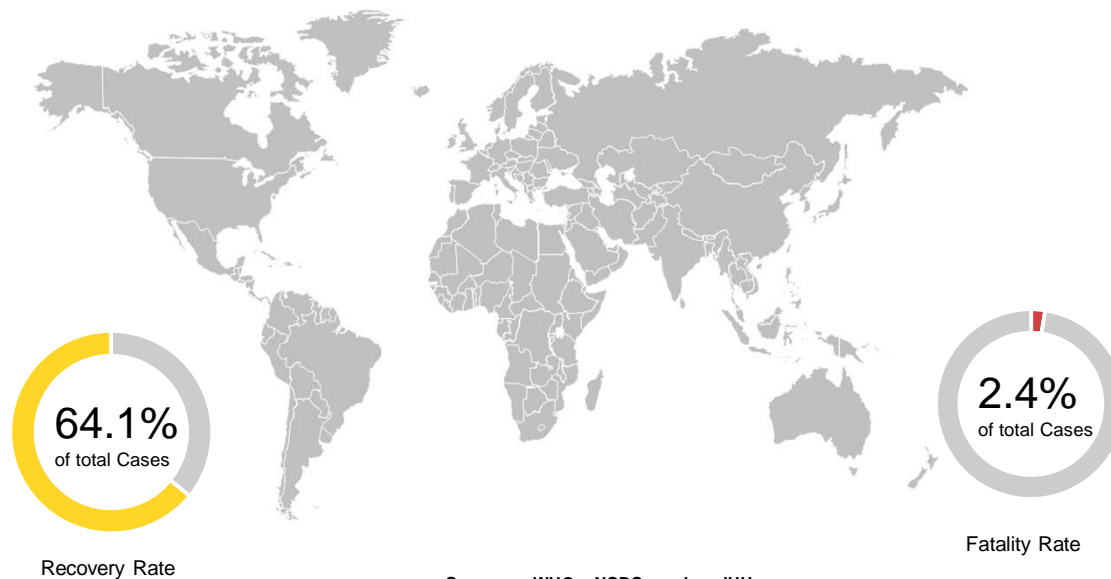 64.1%
of total Cases
Recovery Rate
2.4%
of total Cases
Fatality Rate